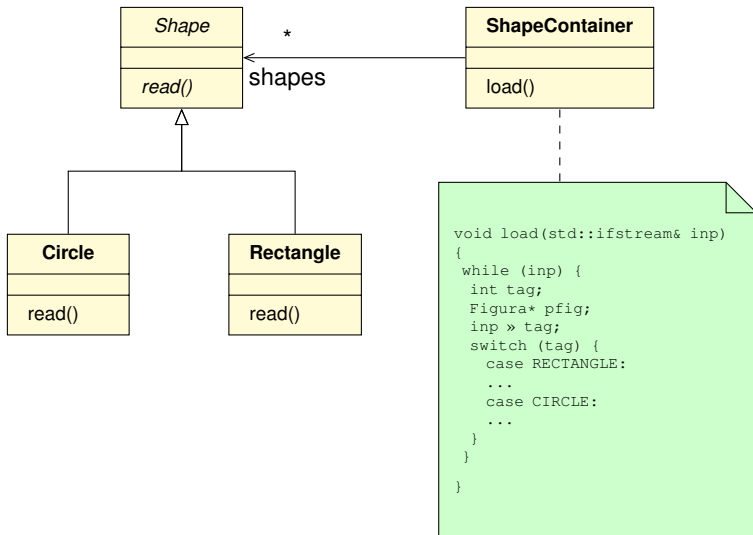 Shape
read()
*
shapes
ShapeContainer
load()
Circle
read()
Rectangle
read()
void load(std::ifstream& inp)
{
while (inp) {
int tag;
Figura* pfig;
inp » tag;
switch (tag) {
case RECTANGLE:
...
case CIRCLE:
...
}
}
}